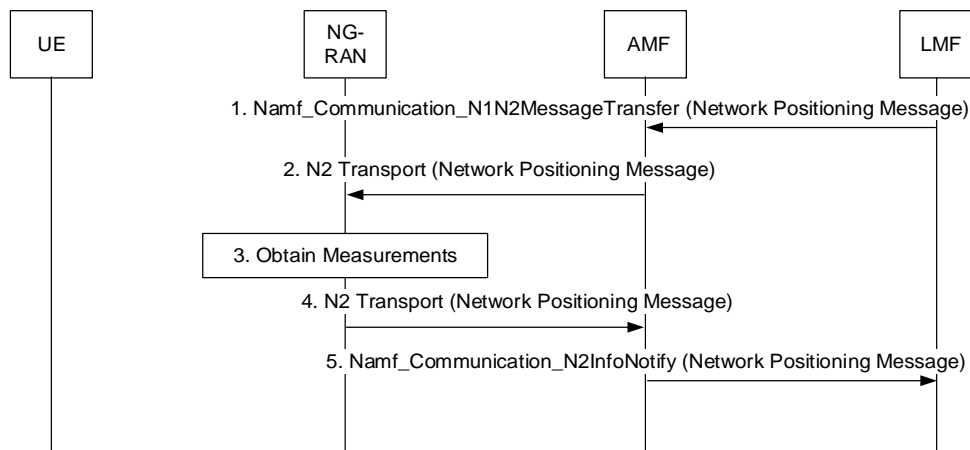 UE
NG-
RAN
AMF
LMF
1. Namf_Communication_N1N2MessageTransfer (Network Positioning Message)
2. N2 Transport (Network Positioning Message)
3. Obtain Measurements
4. N2 Transport (Network Positioning Message)
5. Namf_Communication_N2InfoNotify (Network Positioning Message)